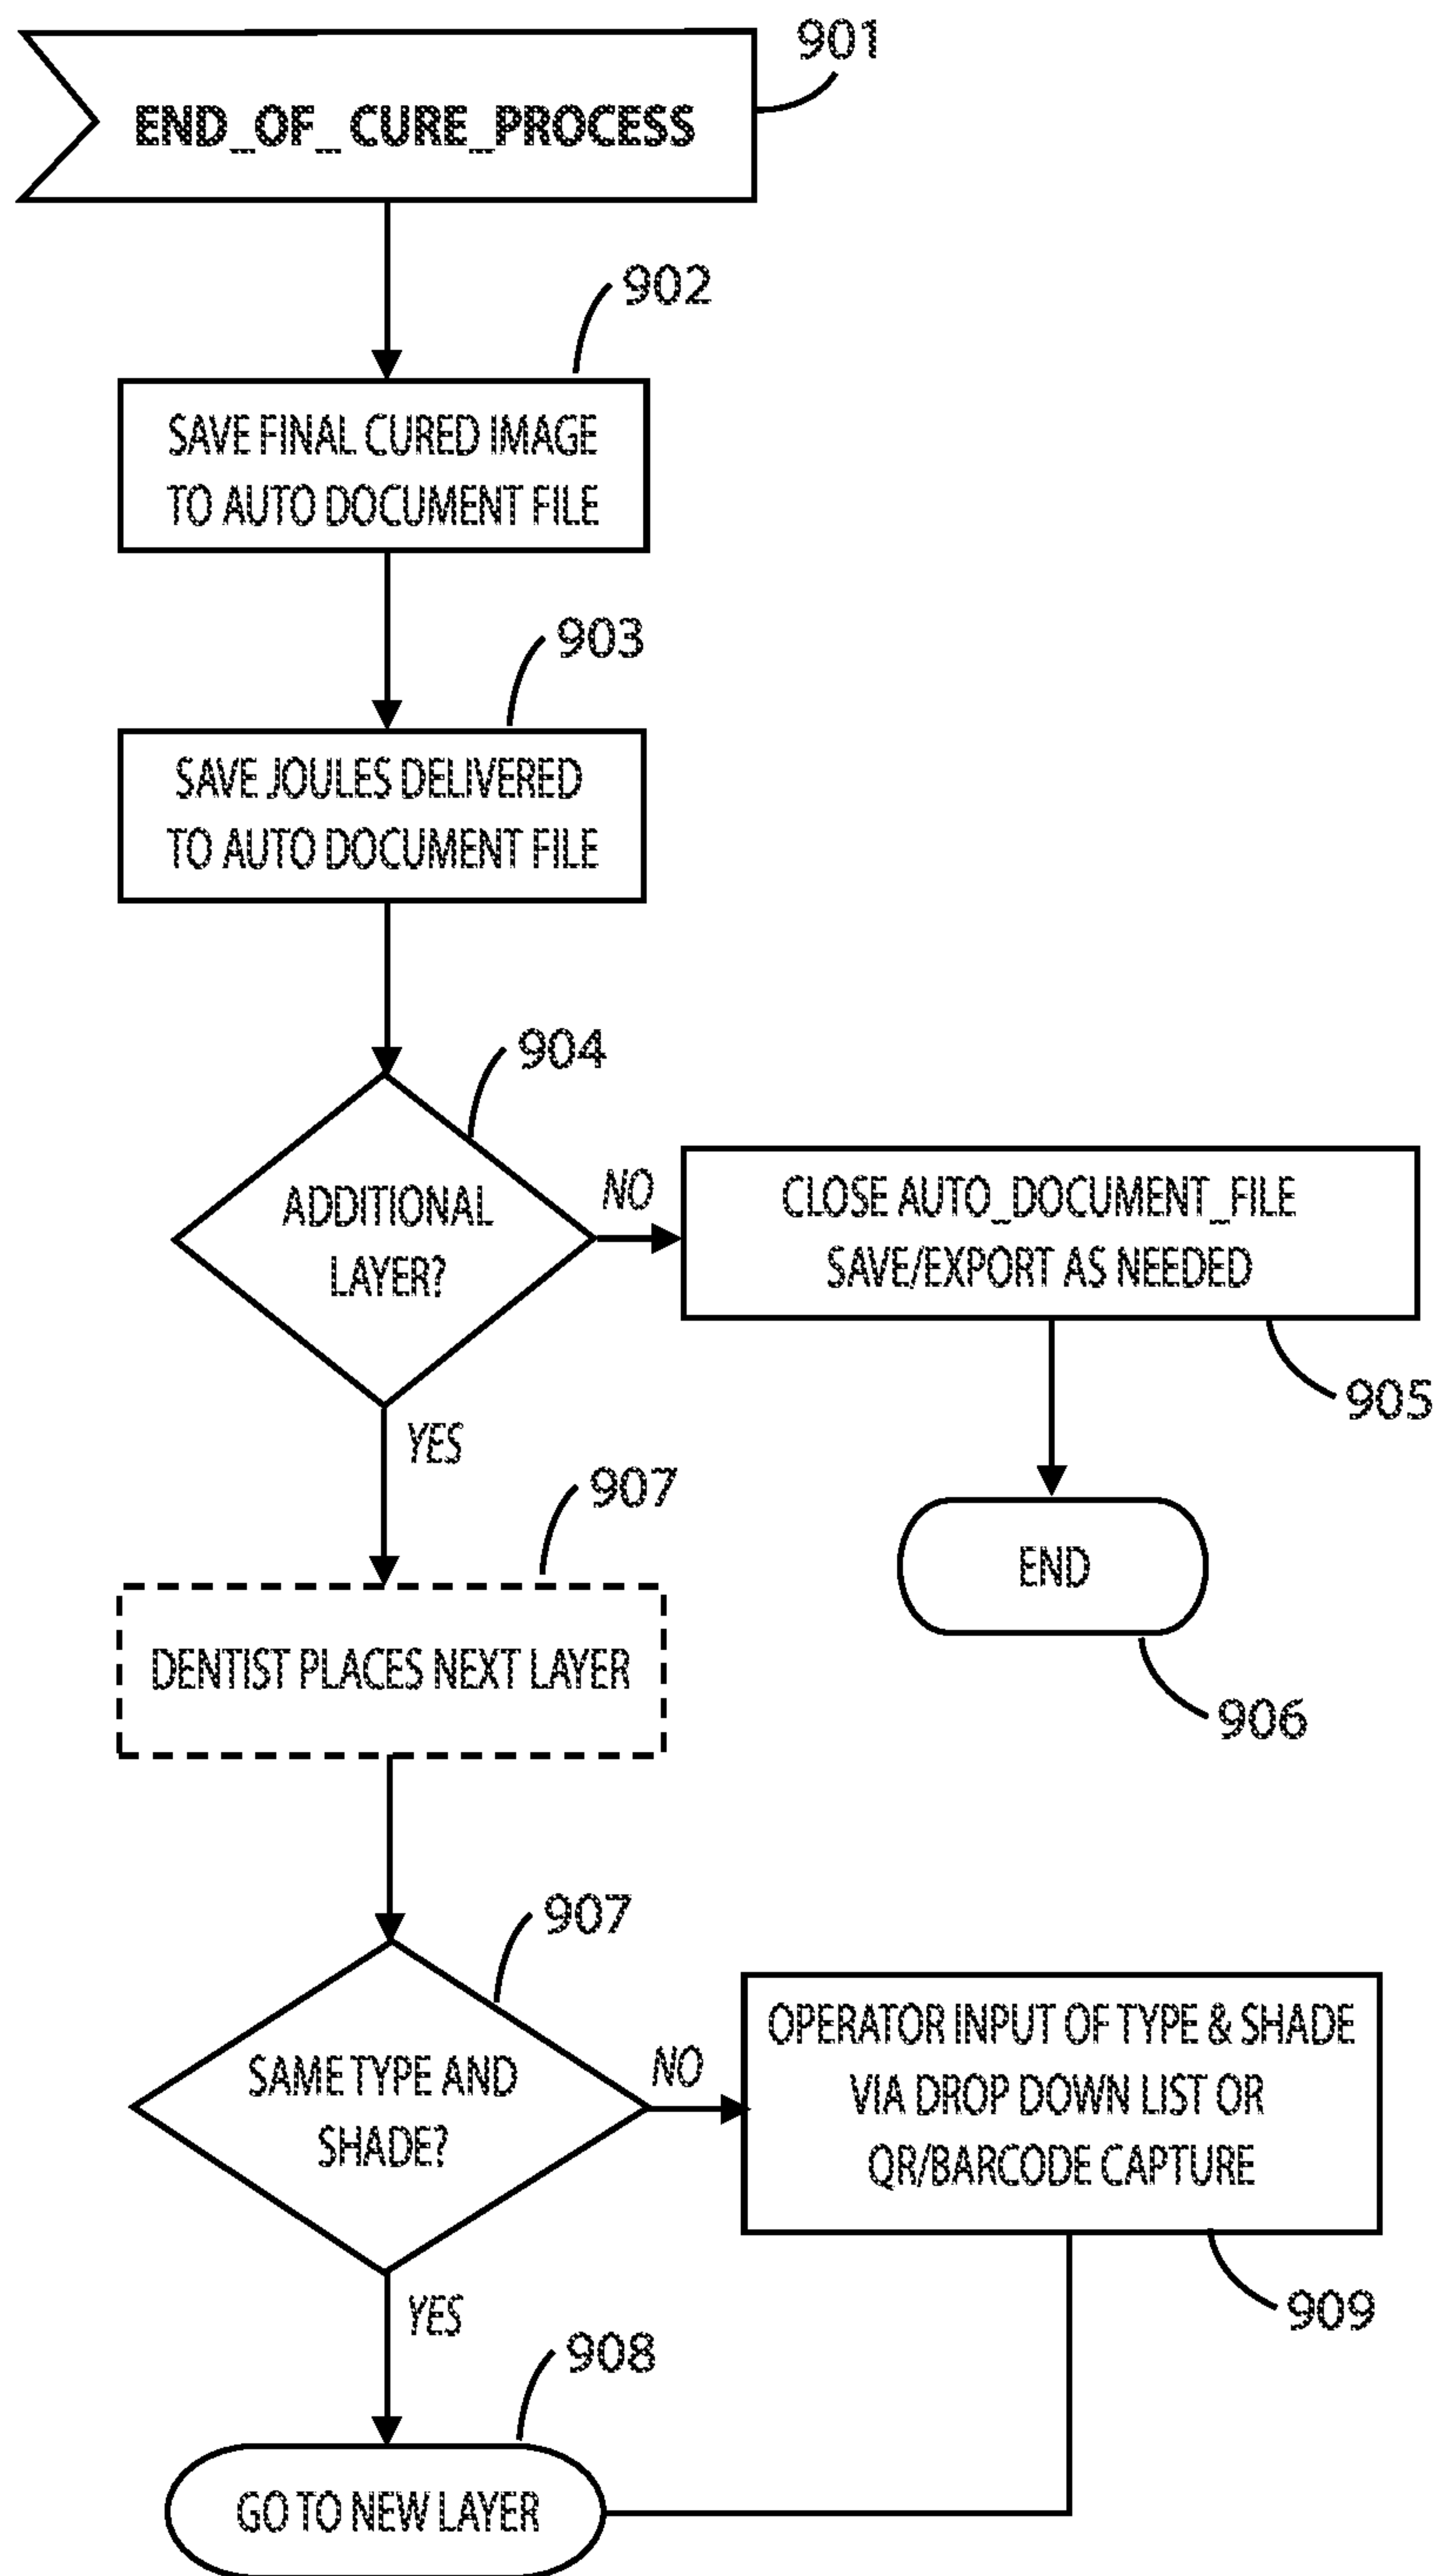 901
END_OF_ CURE_PROCESS
902
SAVE FINAL CURED IMAGE
TO AUTO DOCUMENT FILE
903
SAVE JOULES DELIVERED
TO AUTO DOCUMENT FILE
904
ADDITIONAL
LAYER?
NO
CLOSE AUTO_DOCUMENT_FILE
SAVE/EXPORT AS NEEDED
905
END
906
YES
907
DENTIST PLACES NEXT LAYER
907
SAME TYPE AND
SHADE?
NO
OPERATOR INPUT OF TYPE & SHADE
VIA DROP DOWN LIST OR
QR/BARCODE CAPTURE
909
YES
908
GO TO NEW LAYER